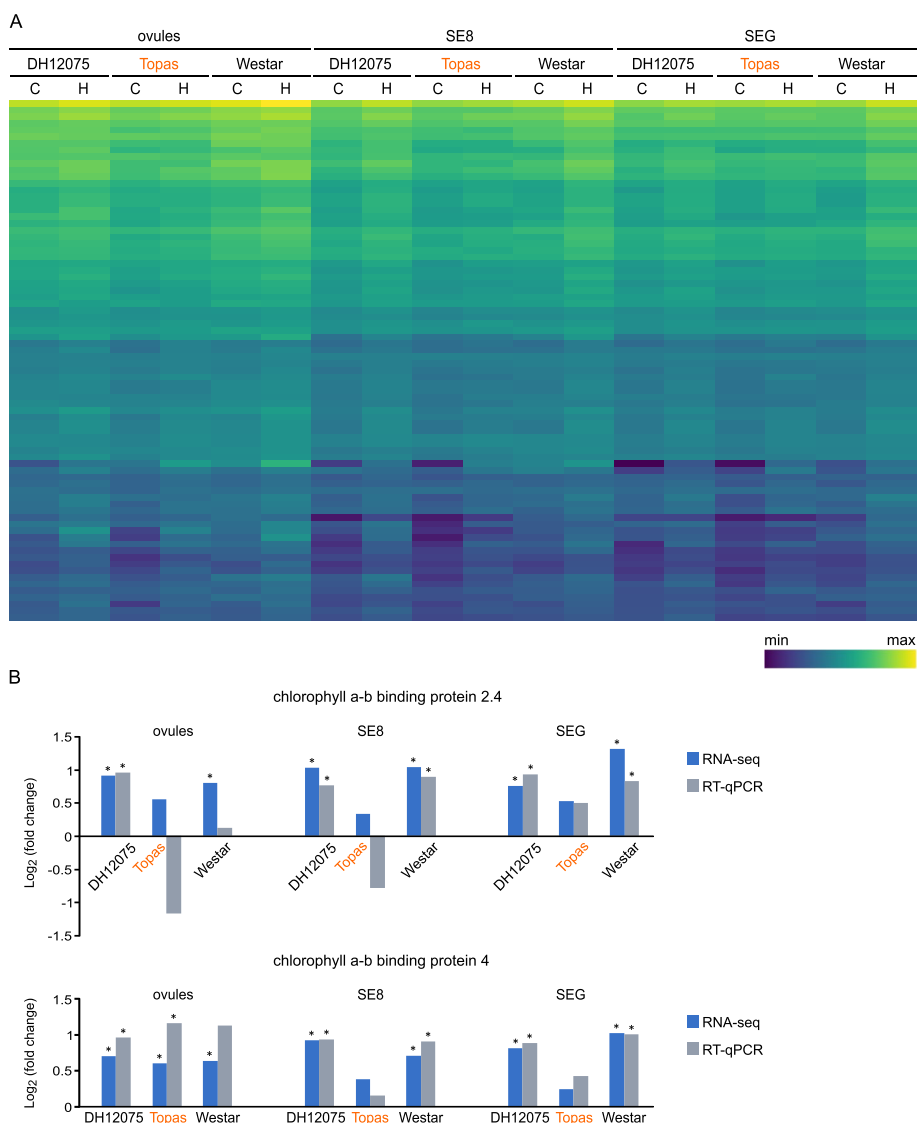 A
ovules SE8 SEG
DH12075 Topas Westar DH12075 Topas Westar DH12075 Topas Westar
C H C H C H C H C H C H C H C H C H
min max
B
chlorophyll a-b binding protein 2.4
ovules SE8 SEG
Log2 (fold change)
1.5
1
0.5
0
-0.5
-1
-1.5
* * * * * * * * * * *
DH12075 Topas Westar DH12075 Topas Westar DH12075 Topas Westar
RNA-seq
RT-qPCR
chlorophyll a-b binding protein 4
ovules SE8 SEG
Log2 (fold change)
1.5
1
0.5
0
* * * * * * * * * * * * *
DH12075 Topas Westar DH12075 Topas Westar DH12075 Topas Westar
RNA-seq
RT-qPCR